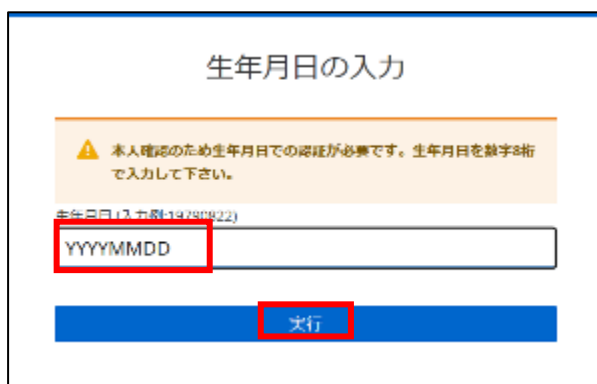 生年月日の入力
本人確認のため生年月日での認証が必要です。生年月日を数字8桁
で入力して下さい。
生年月日 (入力例:19790822)
YYYYMMDD
実行